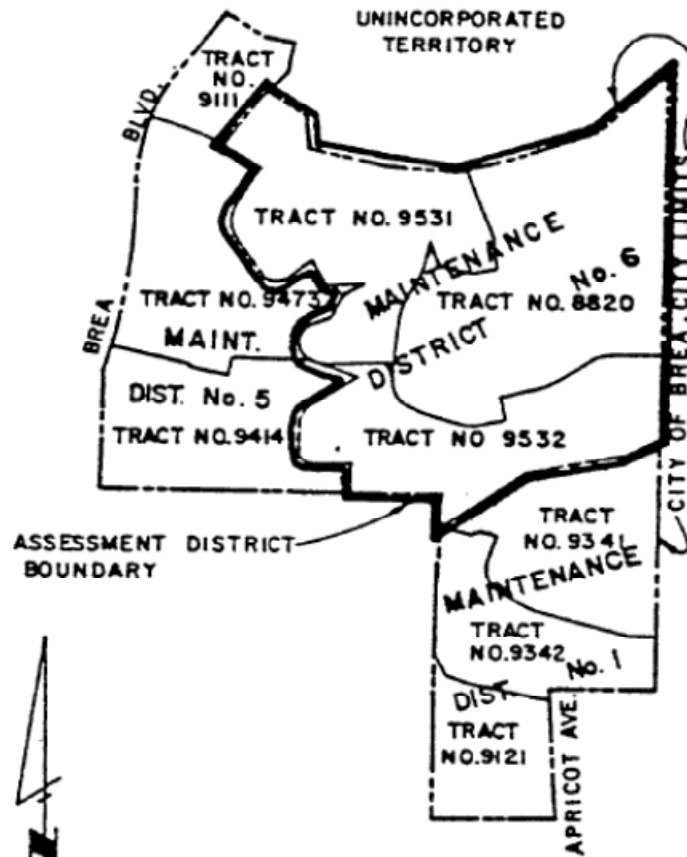 UNINCORPORATED
TERRITORY
TRACT
NO.
9111
BLVD.
BREA
TRACT NO. 9531
MAINTENANCE
DISTRICT
No. 6
TRACT NO. 9473
TRACT NO. 8820
MAINT.
DIST. No. 5
TRACT NO. 9414
TRACT NO 9532
CITY OF BREA CITY LIMITS
ASSESSMENT DISTRICT
BOUNDARY
TRACT
NO. 9341
MAINTENANCE
TRACT
NO. 9342
DIST. No. 1
TRACT
NO. 9121
APRICOT AVE.